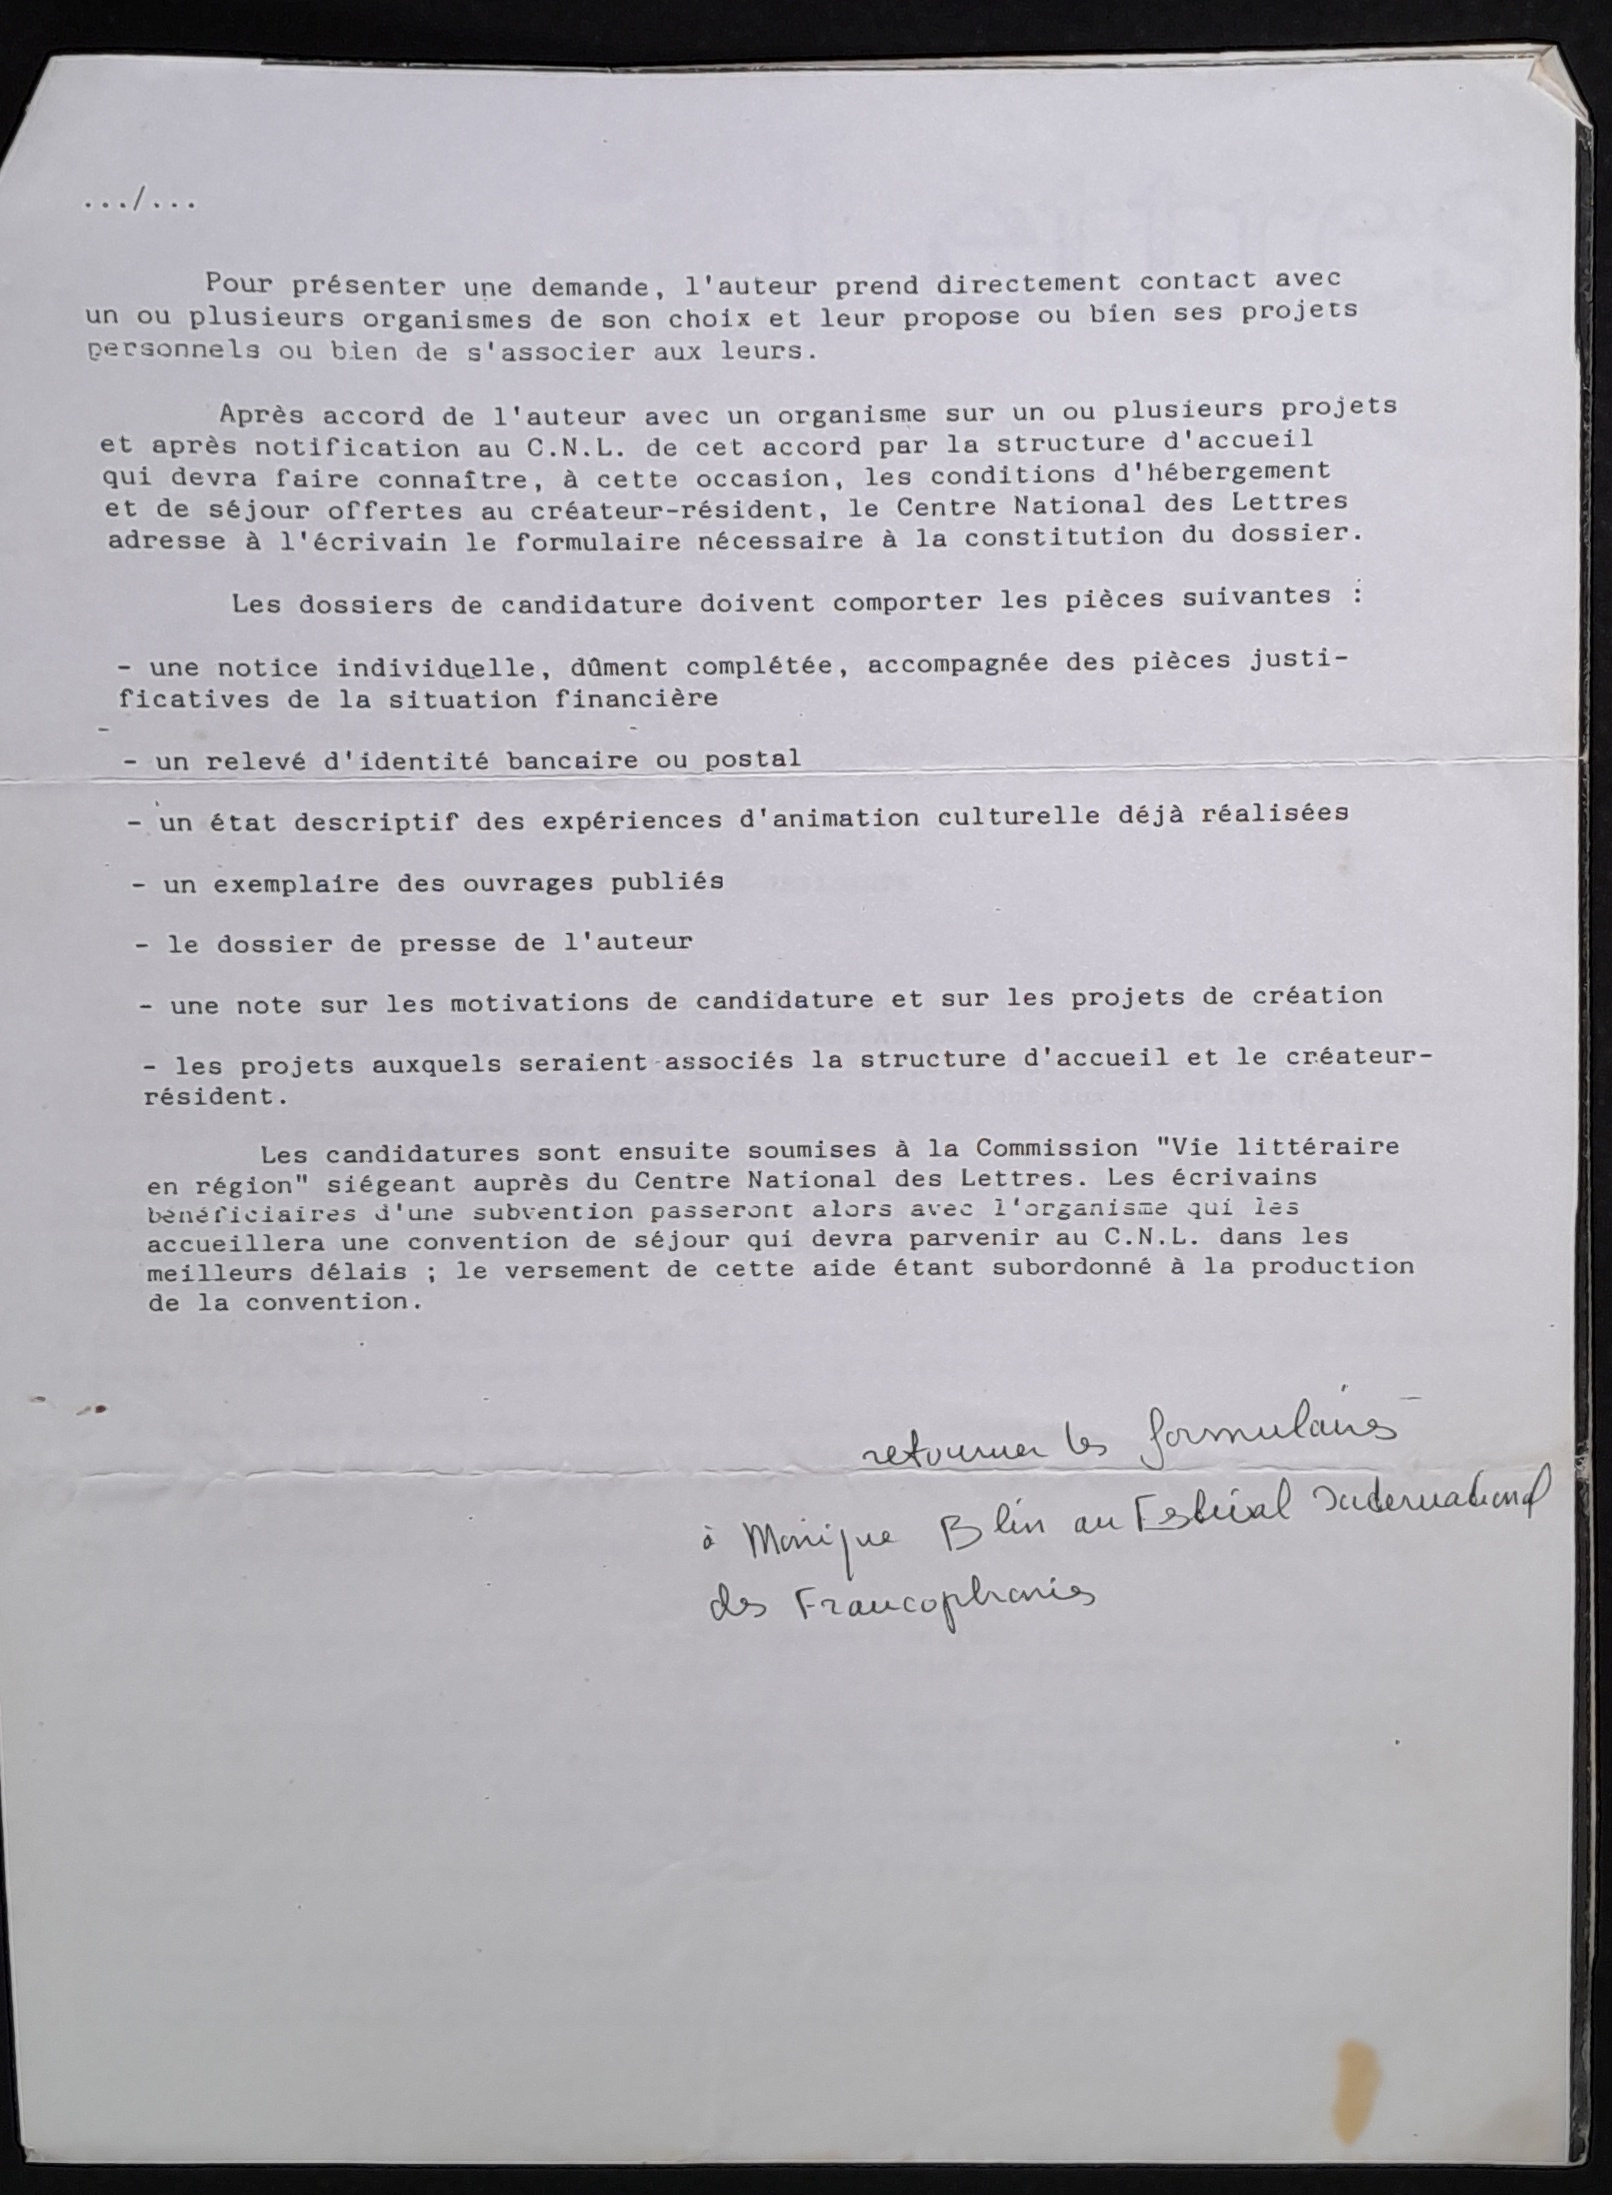 .../...
Pour présenter une demande, l'auteur prend directement contact avec
un ou plusieurs organismes de son choix et leur propose ou bien ses projets
personnels ou bien de s'associer aux leurs.
Après accord de l'auteur avec un organisme sur un ou plusieurs projets
et après notification au C.N.L. de cet accord par la structure d'accueil
qui devra faire connaître, à cette occasion, les conditions d'hébergement
et de séjour offertes au créateur-résident, le Centre National des Lettres
adresse à l'écrivain le formulaire nécessaire à la constitution du dossier.
Les dossiers de candidature doivent comporter les pièces suivantes :
- une notice individuelle, dûment complétée, accompagnée des pièces justi-
ficatives de la situation financière
- un relevé d'identité bancaire ou postal
- un état descriptif des expériences d'animation culturelle déjà réalisées
- un exemplaire des ouvrages publiés
- le dossier de presse de l'auteur
- une note sur les motivations de candidature et sur les projets de création
- les projets auxquels seraient associés la structure d'accueil et le créateur-
résident.
Les candidatures sont ensuite soumises à la Commission "Vie littéraire
en région" siégeant auprès du Centre National des Lettres. Les écrivains
bénéficiaires d'une subvention passeront alors avec l'organisme qui les
accueillera une convention de séjour qui devra parvenir au C.N.L. dans les
meilleurs délais ; le versement de cette aide étant subordonné à la production
de la convention.
retourner les formulaires
à Monique Blin au Festival International
des Francophonies